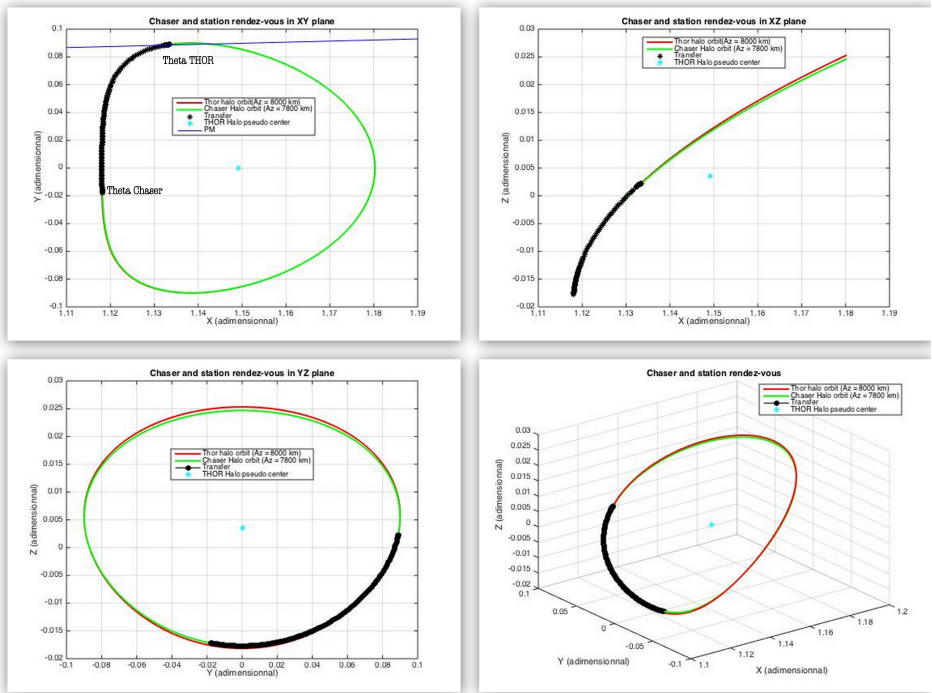 Chaser and station rendez-vous in XY plane
0.1
0.08
0.06
0.04
0.02
0
-0.02
-0.04
-0.06
-0.08
-0.1
1.11 1.12 1.13 1.14 1.15 1.16 1.17 1.18 1.19
X (adimensionnal)
Y (adimensionnal)
Theta THOR
Theta Chaser
Thor halo orbit(Az = 8000 km)
Chaser Halo orbit (Az = 7800 km)
Transfer
THOR Halo pseudo center
PM
Chaser and station rendez-vous in XZ plane
0.03
0.025
0.02
0.015
0.01
0.005
0
-0.005
-0.01
-0.015
-0.02
1.11 1.12 1.13 1.14 1.15 1.16 1.17 1.18 1.19
X (adimensionnal)
Z (adimensionnal)
Thor halo orbit(Az = 8000 km)
Chaser Halo orbit (Az = 7800 km)
Transfer
THOR Halo pseudo center
Chaser and station rendez-vous in YZ plane
0.03
0.025
0.02
0.015
0.01
0.005
0
-0.005
-0.01
-0.015
-0.02
-0.1 -0.08 -0.06 -0.04 -0.02 0 0.02 0.04 0.06 0.08 0.1
Y (adimensionnal)
Z (adimensionnal)
Thor halo orbit (Az = 8000 km)
Chaser Halo orbit (Az = 7800 km)
Transfer
THOR Halo pseudo center
Chaser and station rendez-vous
Thor halo orbit (Az = 8000 km)
Chaser Halo orbit (Az = 7800 km)
Transfer
THOR Halo pseudo center
0.03
0.025
0.02
0.015
0.01
0.005
0
-0.005
-0.01
-0.015
-0.02
Z (adimensionnal)
0.1
0.05
0
-0.05
-0.1
Y (adimensionnal)
1.1
1.12
1.14
1.16
1.18
1.2
X (adimensionnal)